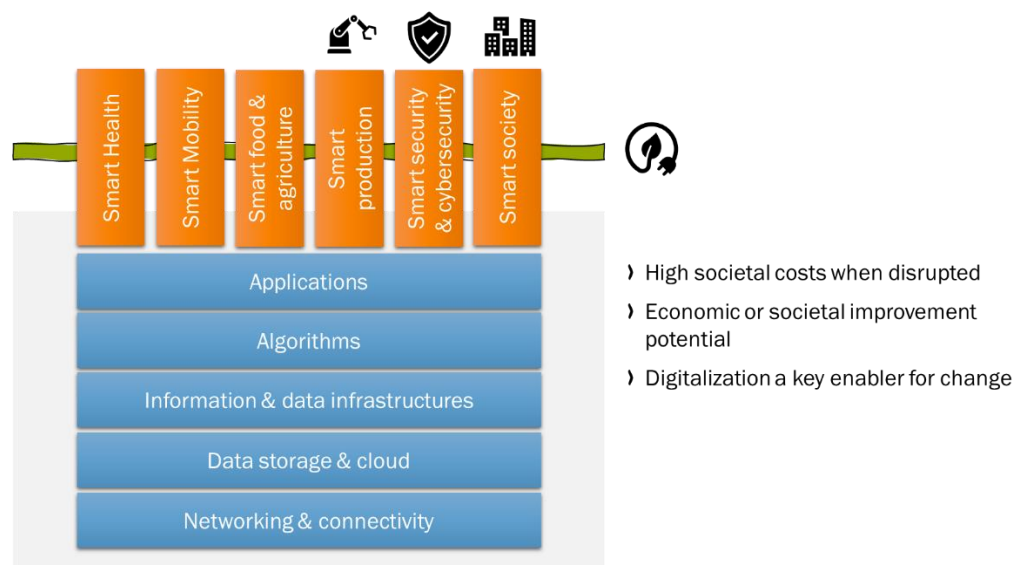 Smart Health
Smart Mobility
Smart food &
agriculture
Smart
production
Smart security
& cybersecurity
Smart society
Applications
Algorithms
Information & data infrastructures
Data storage & cloud
Networking & connectivity
High societal costs when disrupted
Economic or societal improvement
potential
Digitalization a key enabler for change